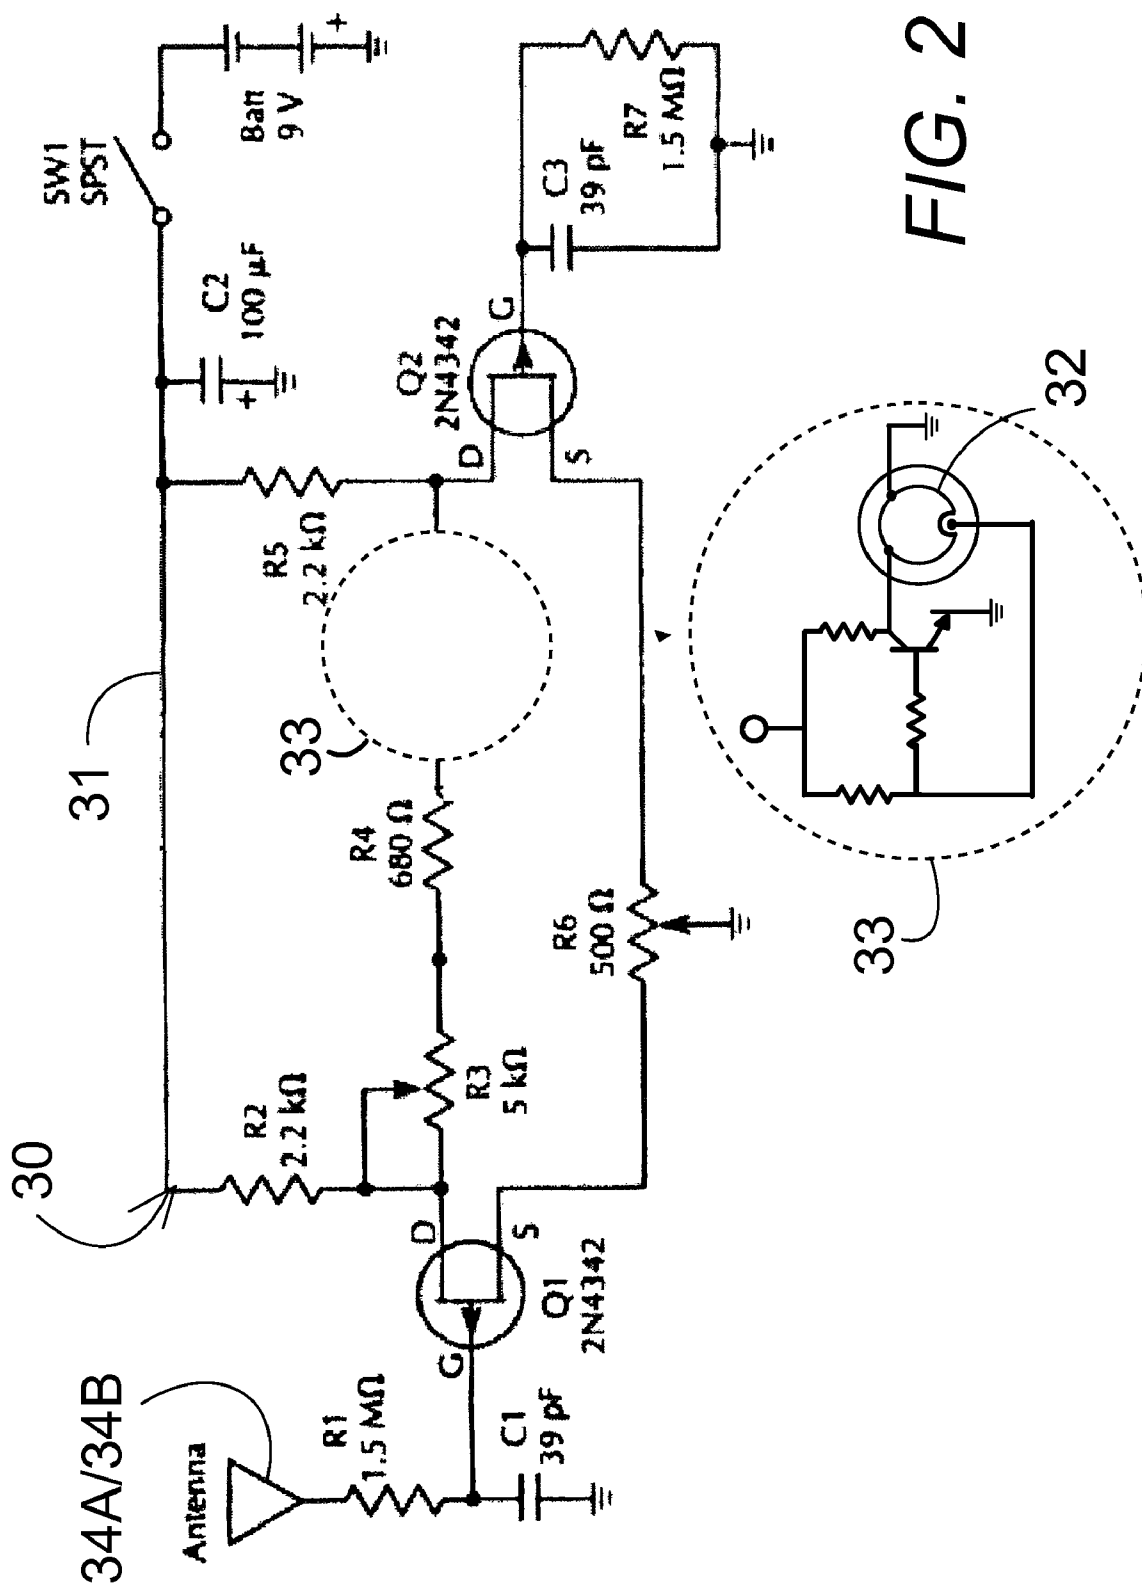 34A/34B
Antenna
R1
1.5 MΩ
C1
39 pF
G
D
S
Q1
2N4342
30
R2
2.2 kΩ
R3
5 kΩ
31
R4
680 Ω
33
R6
500 Ω
R5
2.2 kΩ
C2
100 µF
+
SW1
SPST
Batt
9 V
+
Q2
2N4342
D
G
S
C3
39 pF
R7
1.5 MΩ
33
32
FIG. 2